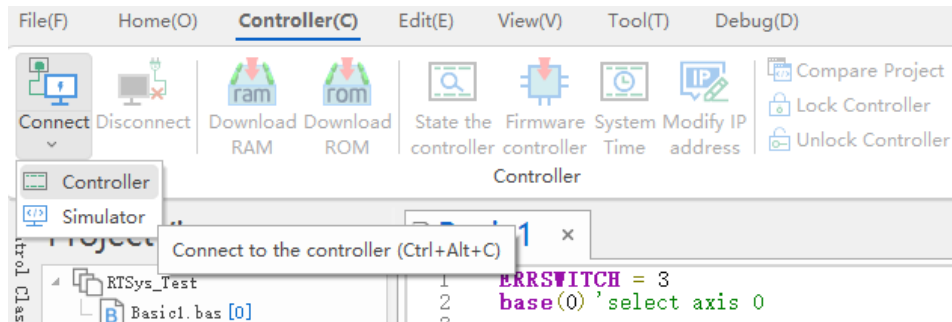 File(F) Home(O) Controller(C) Edit(E) View(V) Tool(T) Debug(D)
Connect Disconnect
ram
Download RAM
rom
Download ROM
State the controller
Firmware controller
System Time
IP
Modify IP address
Compare Project
Lock Controller
Unlock Controller
Controller
Controller
Simulator
Connect to the controller (Ctrl+Alt+C)
RTSys_Test
Basic1.bas [0]
1 ERRSWITCH = 3
2 base(0) 'select axis 0